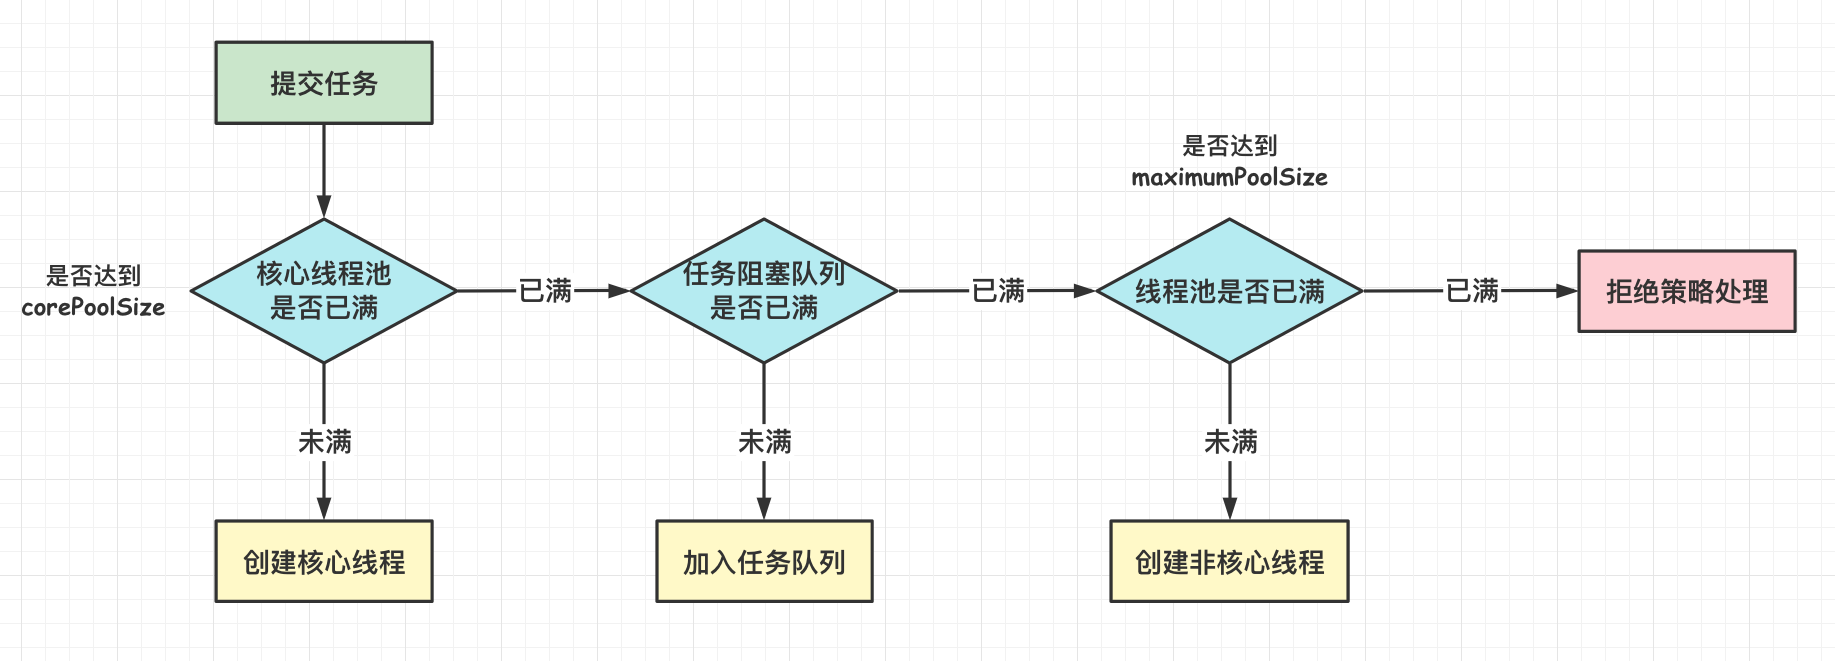 提交任务
是否达到
maximumPoolSize
是否达到
corePoolSize
核心线程池
是否已满
已满
任务阻塞队列
是否已满
已满
线程池是否已满
已满
拒绝策略处理
未满
未满
未满
创建核心线程
加入任务队列
创建非核心线程